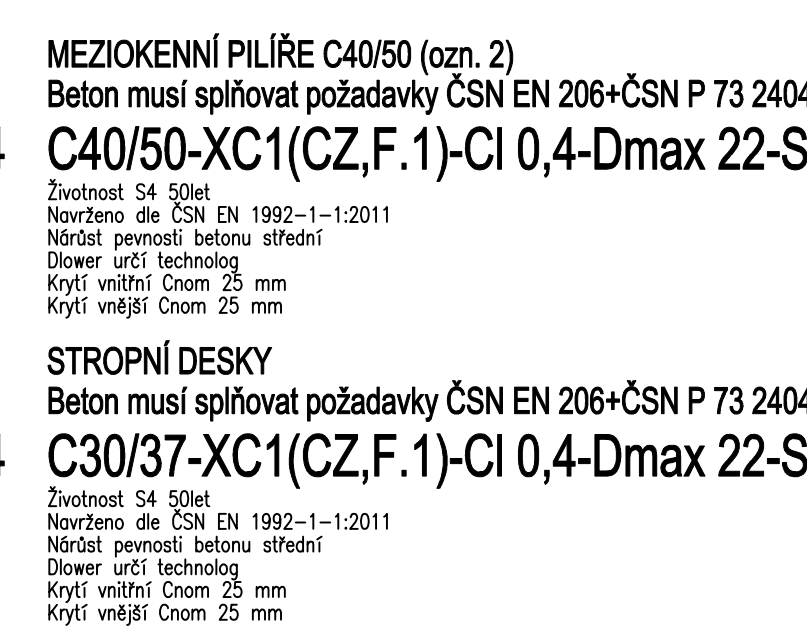 MEZIOKENNÍ PILÍŘE C40/50 (ozn. 2)
Beton musí splňovat požadavky ČSN EN 206+ČSN P 73 2404
C40/50-XC1(CZ,F.1)-Cl 0,4-Dmax 22-S
Životnost S4 50let
Navrženo dle ČSN EN 1992-1-1:2011
Nárůst pevnosti betonu střední
Dlower určí technolog
Krytí vnitřní Cnom 25 mm
Krytí vnější Cnom 25 mm
STROPNÍ DESKY
Beton musí splňovat požadavky ČSN EN 206+ČSN P 73 2404
C30/37-XC1(CZ,F.1)-Cl 0,4-Dmax 22-S
Životnost S4 50let
Navrženo dle ČSN EN 1992-1-1:2011
Nárůst pevnosti betonu střední
Dlower určí technolog
Krytí vnitřní Cnom 25 mm
Krytí vnější Cnom 25 mm